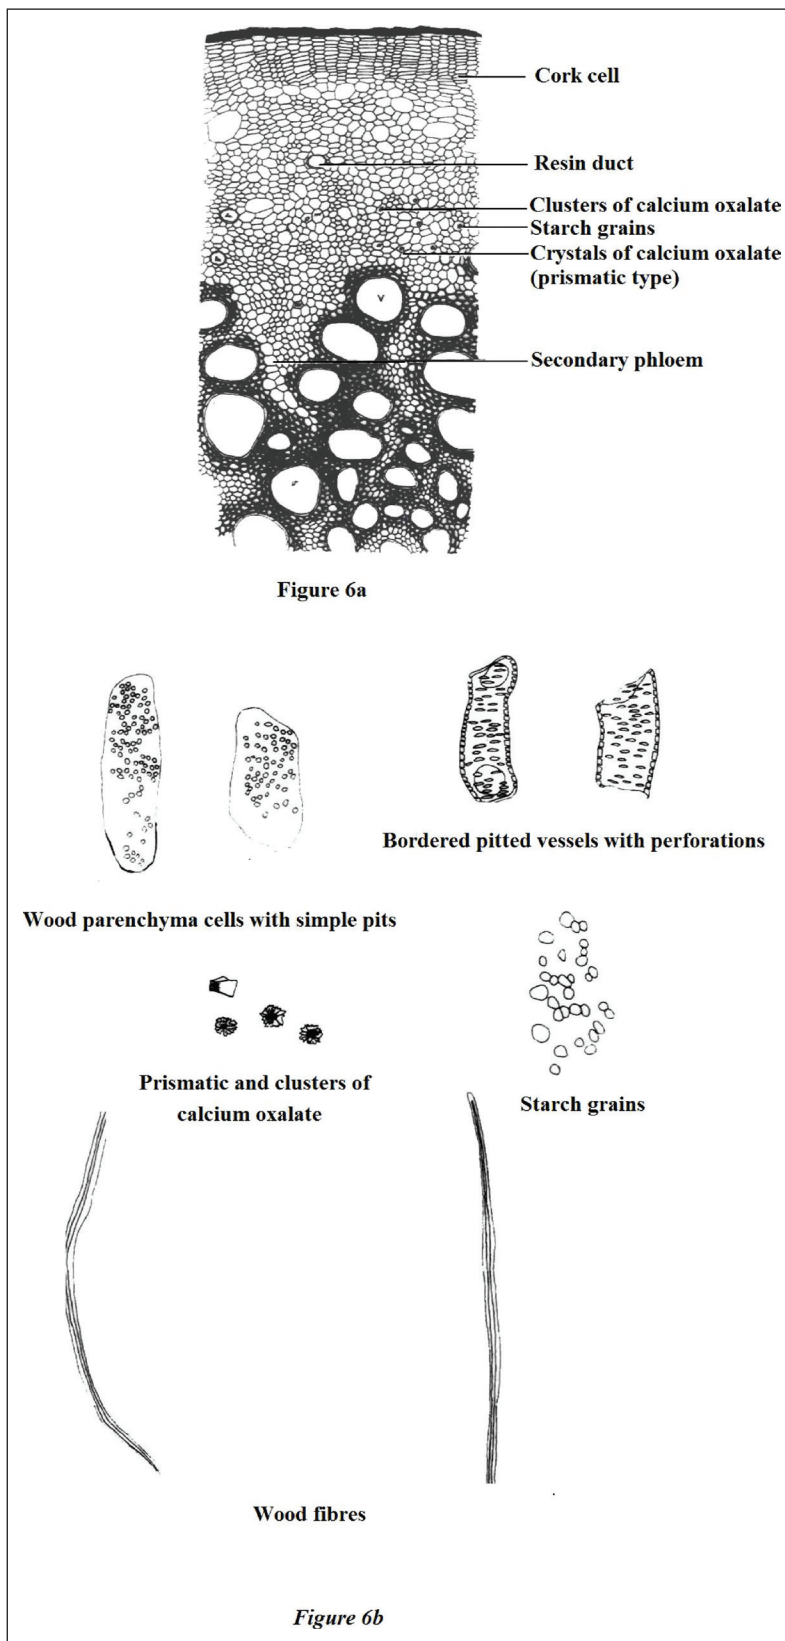 Cork cell
Resin duct
Clusters of calcium oxalate
Starch grains
Crystals of calcium oxalate
(prismatic type)
Secondary phloem
Figure 6a
Bordered pitted vessels with perforations
Wood parenchyma cells with simple pits
Prismatic and clusters of
calcium oxalate
Starch grains
Wood fibres
Figure 6b